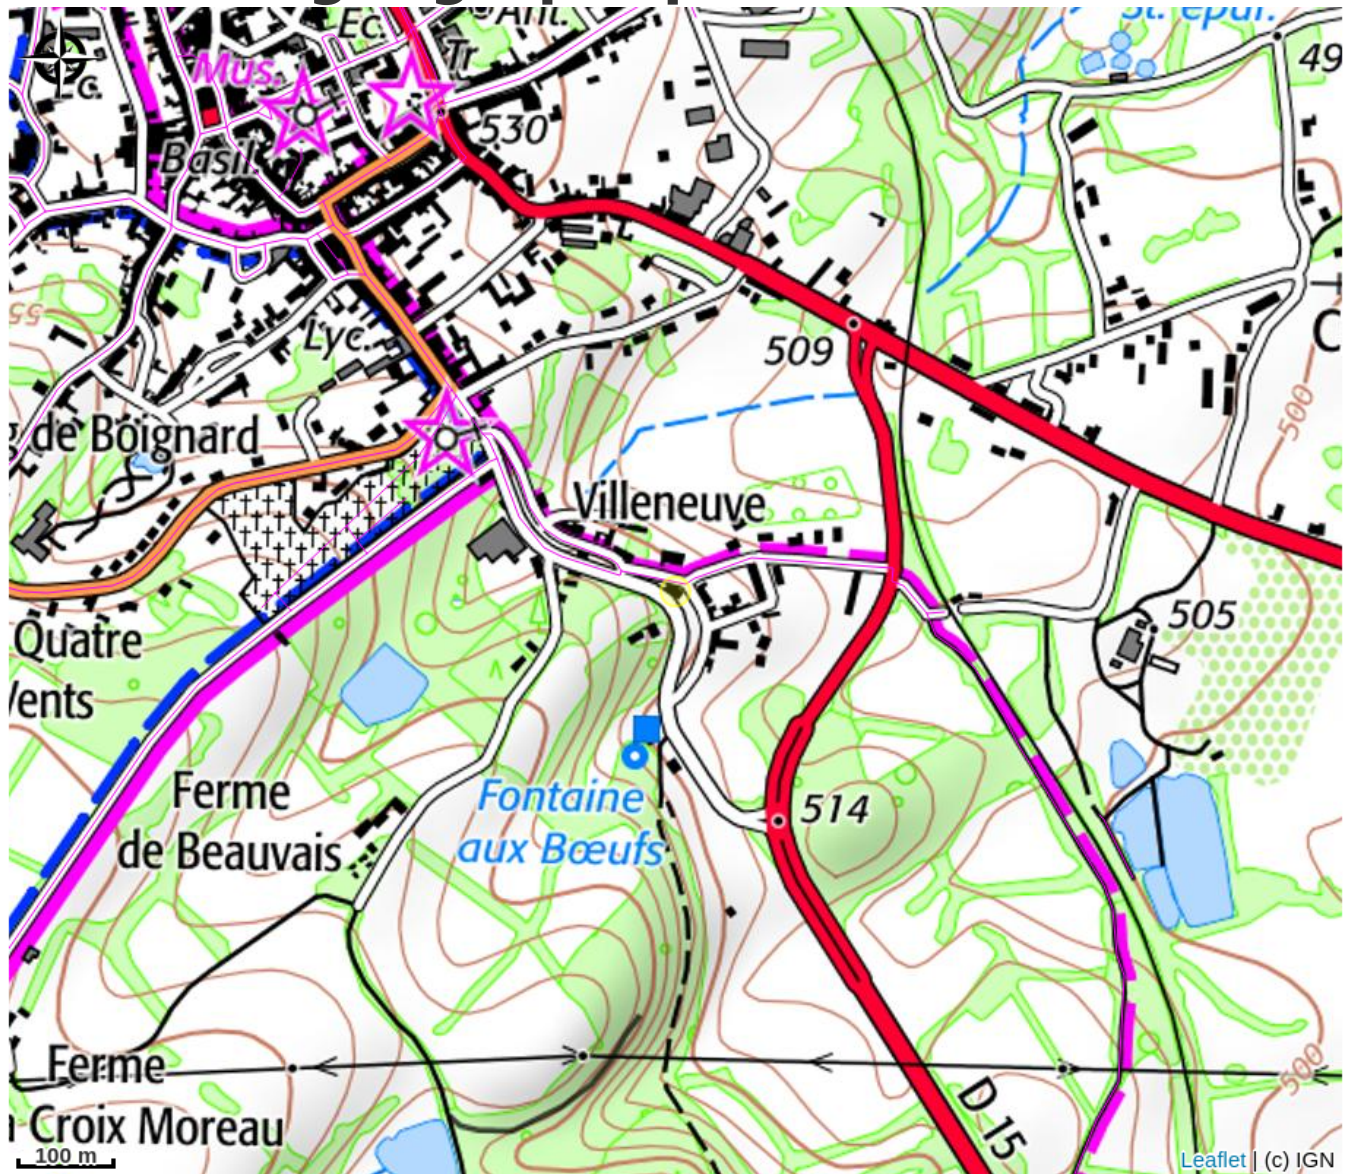 Ec.
Ant.
St. épur.
Tr
49
Mus.
530
Basil.
55
Lyc.
509
C
500
de Boignard
Villeneuve
505
Quatre
Vents
Ferme
de Beauvais
Fontaine
aux Bœufs
514
Ferme
Croix Moreau
500
D 15
100 m
Leaflet | (c) IGN